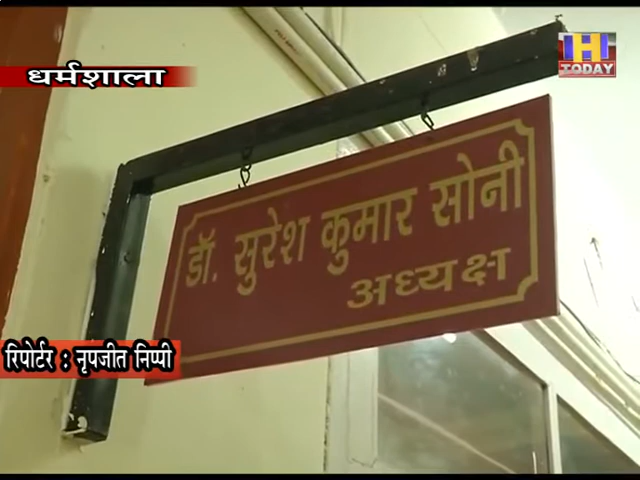 धर्मशाला
H
TODAY
डॉ. सुरेश कुमार सोनी
अध्यक्ष
रिपोर्टर : नृपजीत निप्पी